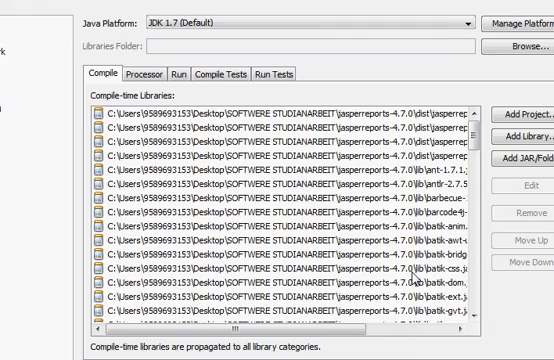 Java Platform: JDK 1.7 (Default) Manage Platform
Libraries Folder: Browse...
Compile Processor Run Compile Tests Run Tests
Compile-time Libraries:
C:\Users\9589693153\Desktop\SOFTWERE STUDIANARBEIT\jasperreports-4.7.0\dist\jasperrep
C:\Users\9589693153\Desktop\SOFTWERE STUDIANARBEIT\jasperreports-4.7.0\dist\jasperrep
C:\Users\9589693153\Desktop\SOFTWERE STUDIANARBEIT\jasperreports-4.7.0\dist\jasperrep
C:\Users\9589693153\Desktop\SOFTWERE STUDIANARBEIT\jasperreports-4.7.0\dist\jasperrep
C:\Users\9589693153\Desktop\SOFTWERE STUDIANARBEIT\jasperreports-4.7.0\lib\ant-1.7.1.j
C:\Users\9589693153\Desktop\SOFTWERE STUDIANARBEIT\jasperreports-4.7.0\lib\antlr-2.7.5
C:\Users\9589693153\Desktop\SOFTWERE STUDIANARBEIT\jasperreports-4.7.0\lib\barbecue-
C:\Users\9589693153\Desktop\SOFTWERE STUDIANARBEIT\jasperreports-4.7.0\lib\barcode4j-
C:\Users\9589693153\Desktop\SOFTWERE STUDIANARBEIT\jasperreports-4.7.0\lib\batik-anim.
C:\Users\9589693153\Desktop\SOFTWERE STUDIANARBEIT\jasperreports-4.7.0\lib\batik-awt-u
C:\Users\9589693153\Desktop\SOFTWERE STUDIANARBEIT\jasperreports-4.7.0\lib\batik-bridg
C:\Users\9589693153\Desktop\SOFTWERE STUDIANARBEIT\jasperreports-4.7.0\lib\batik-css.ja
C:\Users\9589693153\Desktop\SOFTWERE STUDIANARBEIT\jasperreports-4.7.0\lib\batik-dom.
C:\Users\9589693153\Desktop\SOFTWERE STUDIANARBEIT\jasperreports-4.7.0\lib\batik-ext.j
C:\Users\9589693153\Desktop\SOFTWERE STUDIANARBEIT\jasperreports-4.7.0\lib\batik-gvt.j
Add Project...
Add Library...
Add JAR/Folde
Edit
Remove
Move Up
Move Down
Compile-time libraries are propagated to all library categories.